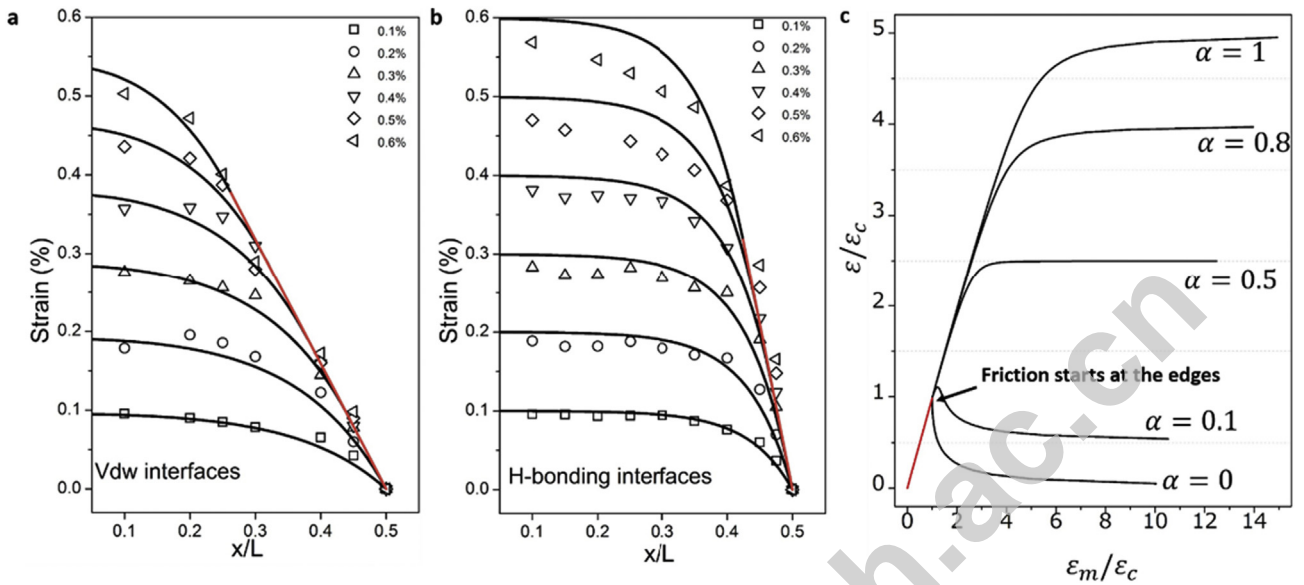 a
0.6
0.5
0.4
0.3
0.2
0.1
0.0
Strain (%)
0.1 0.2 0.3 0.4 0.5
x/L
0.1%
0.2%
0.3%
0.4%
0.5%
0.6%
Vdw interfaces
b
0.6
0.5
0.4
0.3
0.2
0.1
0.0
Strain (%)
0.1 0.2 0.3 0.4 0.5
x/L
0.1%
0.2%
0.3%
0.4%
0.5%
0.6%
H-bonding interfaces
c
5
4
3
2
1
0
ε/ε_c
0 2 4 6 8 10 12 14
ε_m/ε_c
α = 1
α = 0.8
α = 0.5
Friction starts at the edges
α = 0.1
α = 0
h.ac.cn